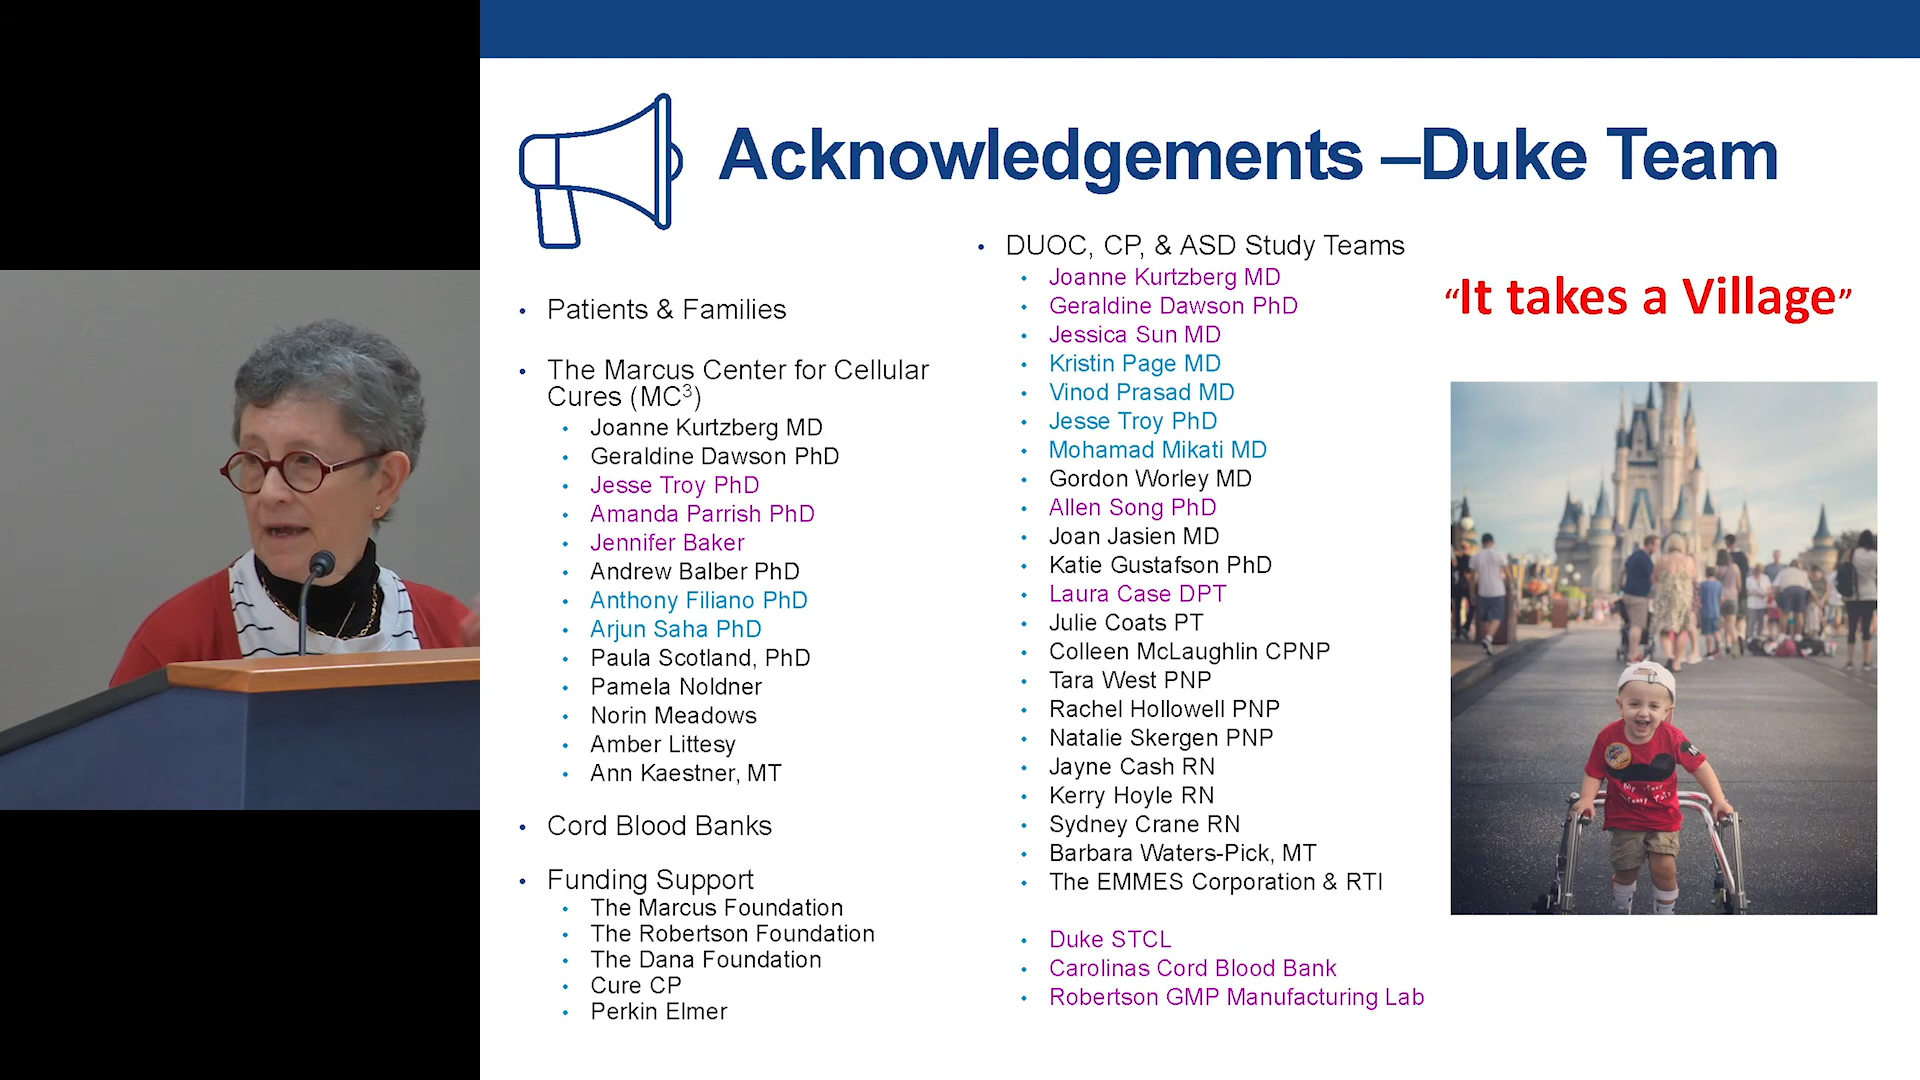 Acknowledgements –Duke Team
• Patients & Families
• The Marcus Center for Cellular
Cures (MC³)
• Joanne Kurtzberg MD
• Geraldine Dawson PhD
• Jesse Troy PhD
• Amanda Parrish PhD
• Jennifer Baker
• Andrew Balber PhD
• Anthony Filiano PhD
• Arjun Saha PhD
• Paula Scotland, PhD
• Pamela Noldner
• Norin Meadows
• Amber Littesy
• Ann Kaestner, MT
• Cord Blood Banks
• Funding Support
• The Marcus Foundation
• The Robertson Foundation
• The Dana Foundation
• Cure CP
• Perkin Elmer
• DUOC, CP, & ASD Study Teams
• Joanne Kurtzberg MD
• Geraldine Dawson PhD
• Jessica Sun MD
• Kristin Page MD
• Vinod Prasad MD
• Jesse Troy PhD
• Mohamad Mikati MD
• Gordon Worley MD
• Allen Song PhD
• Joan Jasien MD
• Katie Gustafson PhD
• Laura Case DPT
• Julie Coats PT
• Colleen McLaughlin CPNP
• Tara West PNP
• Rachel Hollowell PNP
• Natalie Skergen PNP
• Jayne Cash RN
• Kerry Hoyle RN
• Sydney Crane RN
• Barbara Waters-Pick, MT
• The EMMES Corporation & RTI
• Duke STCL
• Carolinas Cord Blood Bank
• Robertson GMP Manufacturing Lab
“It takes a Village”